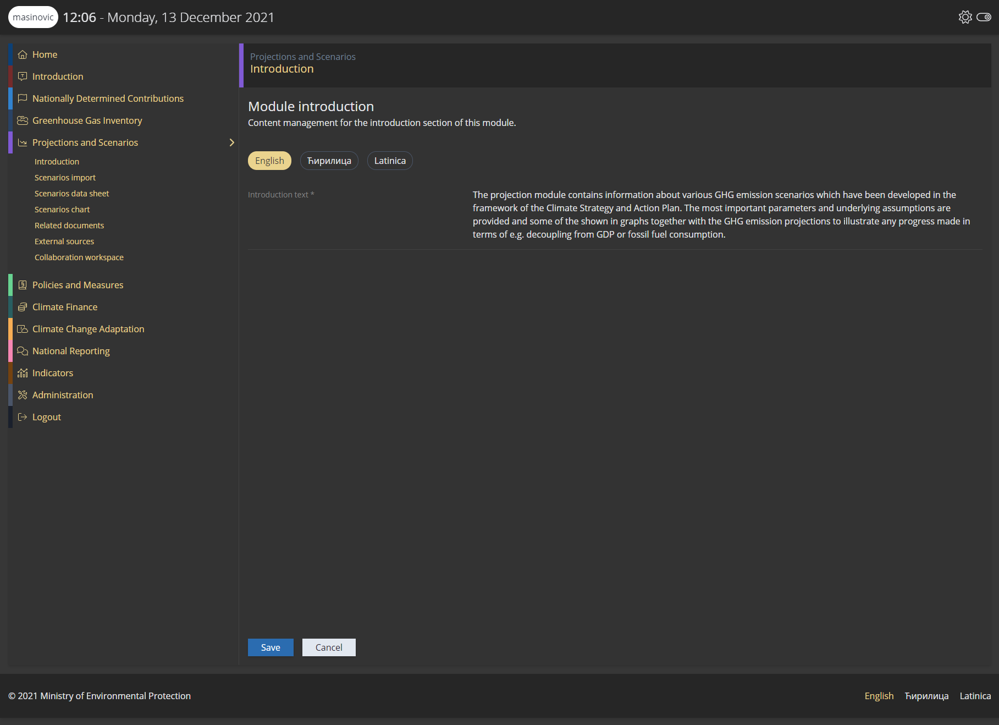 masinovic 12:06 - Monday, 13 December 2021
Home
Introduction
Nationally Determined Contributions
Greenhouse Gas Inventory
Projections and Scenarios
Introduction
Scenarios import
Scenarios data sheet
Scenarios chart
Related documents
External sources
Collaboration workspace
Policies and Measures
Climate Finance
Climate Change Adaptation
National Reporting
Indicators
Administration
Logout
Projections and Scenarios
Introduction
Module introduction
Content management for the introduction section of this module.
English Ћирилица Latinica
Introduction text *
The projection module contains information about various GHG emission scenarios which have been developed in the
framework of the Climate Strategy and Action Plan. The most important parameters and underlying assumptions are
provided and some of the shown in graphs together with the GHG emission projections to illustrate any progress made in
terms of e.g. decoupling from GDP or fossil fuel consumption.
Save Cancel
© 2021 Ministry of Environmental Protection
English Ћирилица Latinica